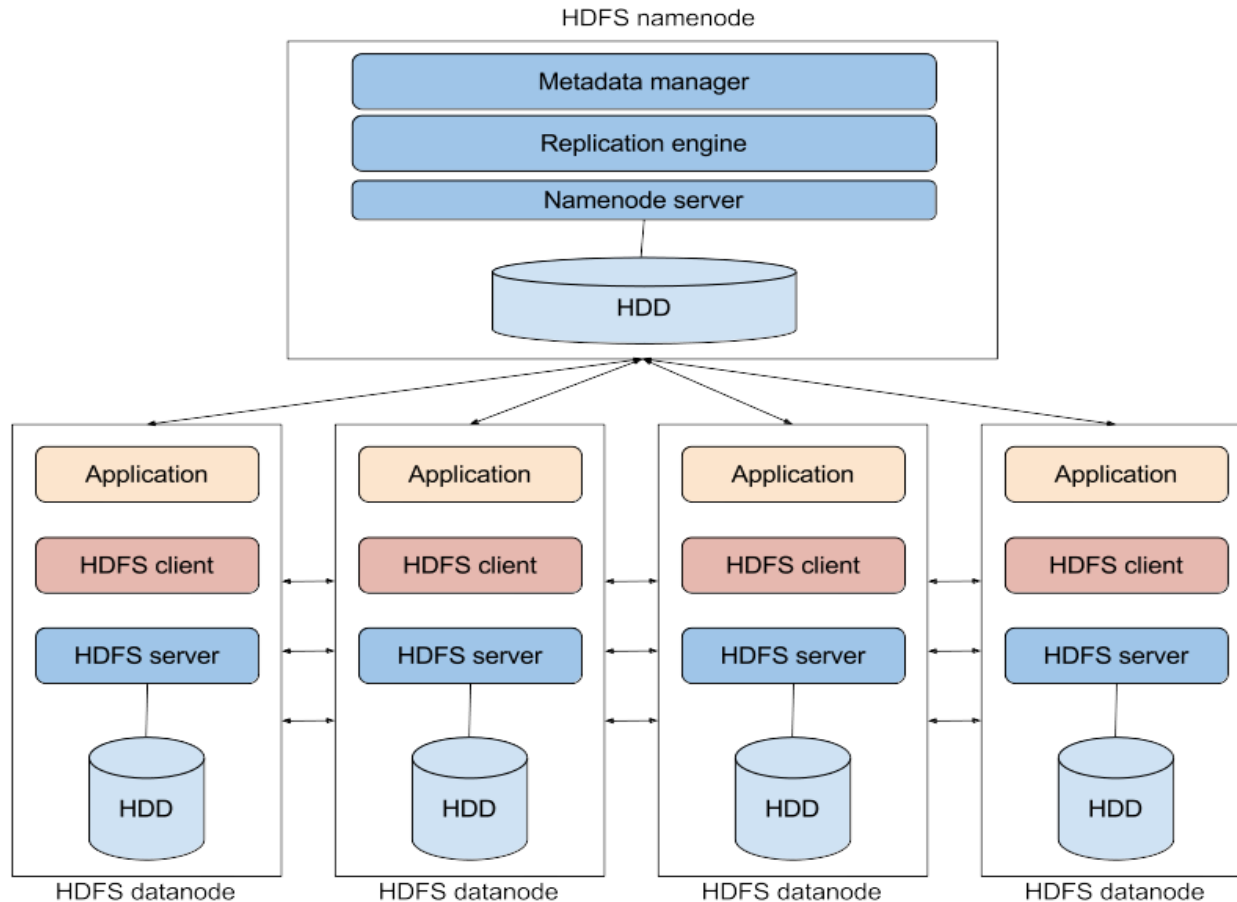 HDFS namenode
Metadata manager
Replication engine
Namenode server
HDD
Application
Application
Application
Application
HDFS client
HDFS client
HDFS client
HDFS client
HDFS server
HDFS server
HDFS server
HDFS server
HDD
HDD
HDD
HDD
HDFS datanode
HDFS datanode
HDFS datanode
HDFS datanode